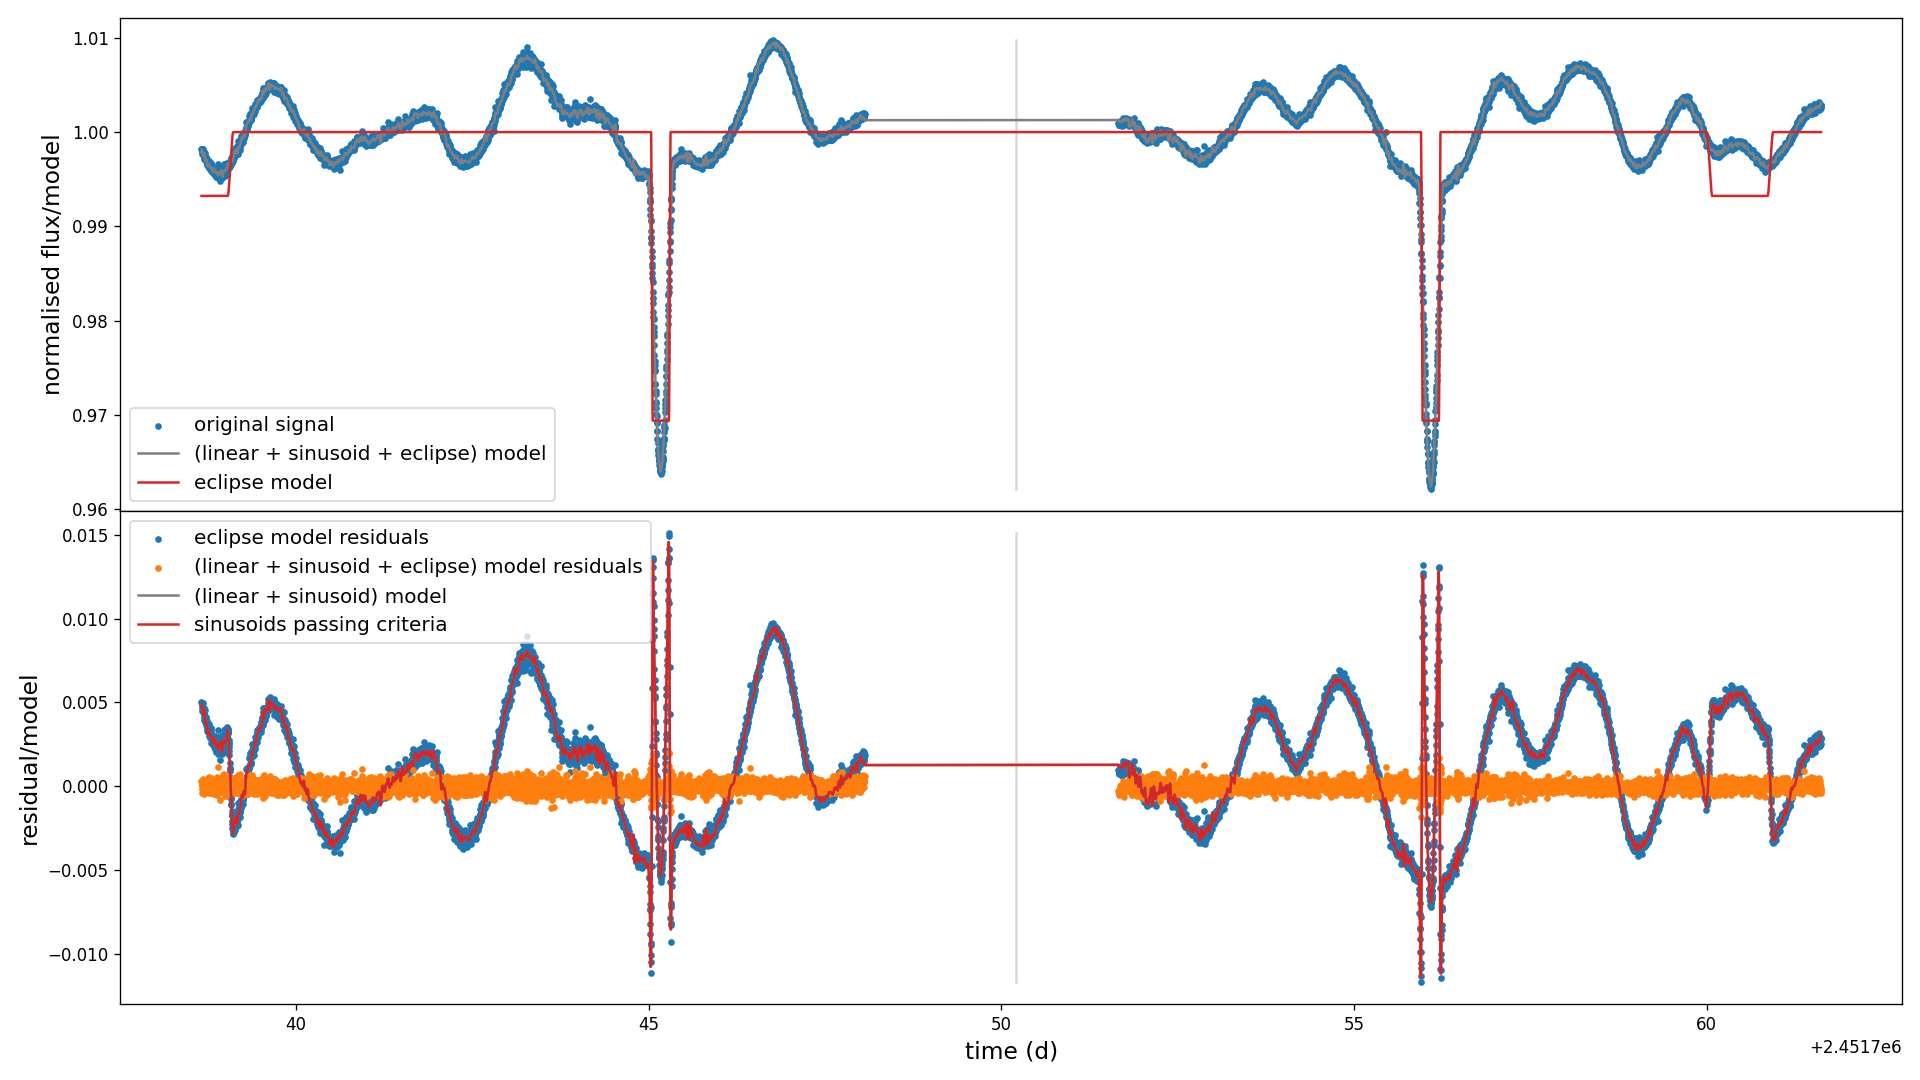 1.01
1.00
0.99
0.98
0.97
0.96
normalised flux/model
original signal
(linear + sinusoid + eclipse) model
eclipse model
0.015
0.010
0.005
0.000
−0.005
−0.010
residual/model
eclipse model residuals
(linear + sinusoid + eclipse) model residuals
(linear + sinusoid) model
sinusoids passing criteria
40
45
50
55
60
time (d)
+2.4517e6